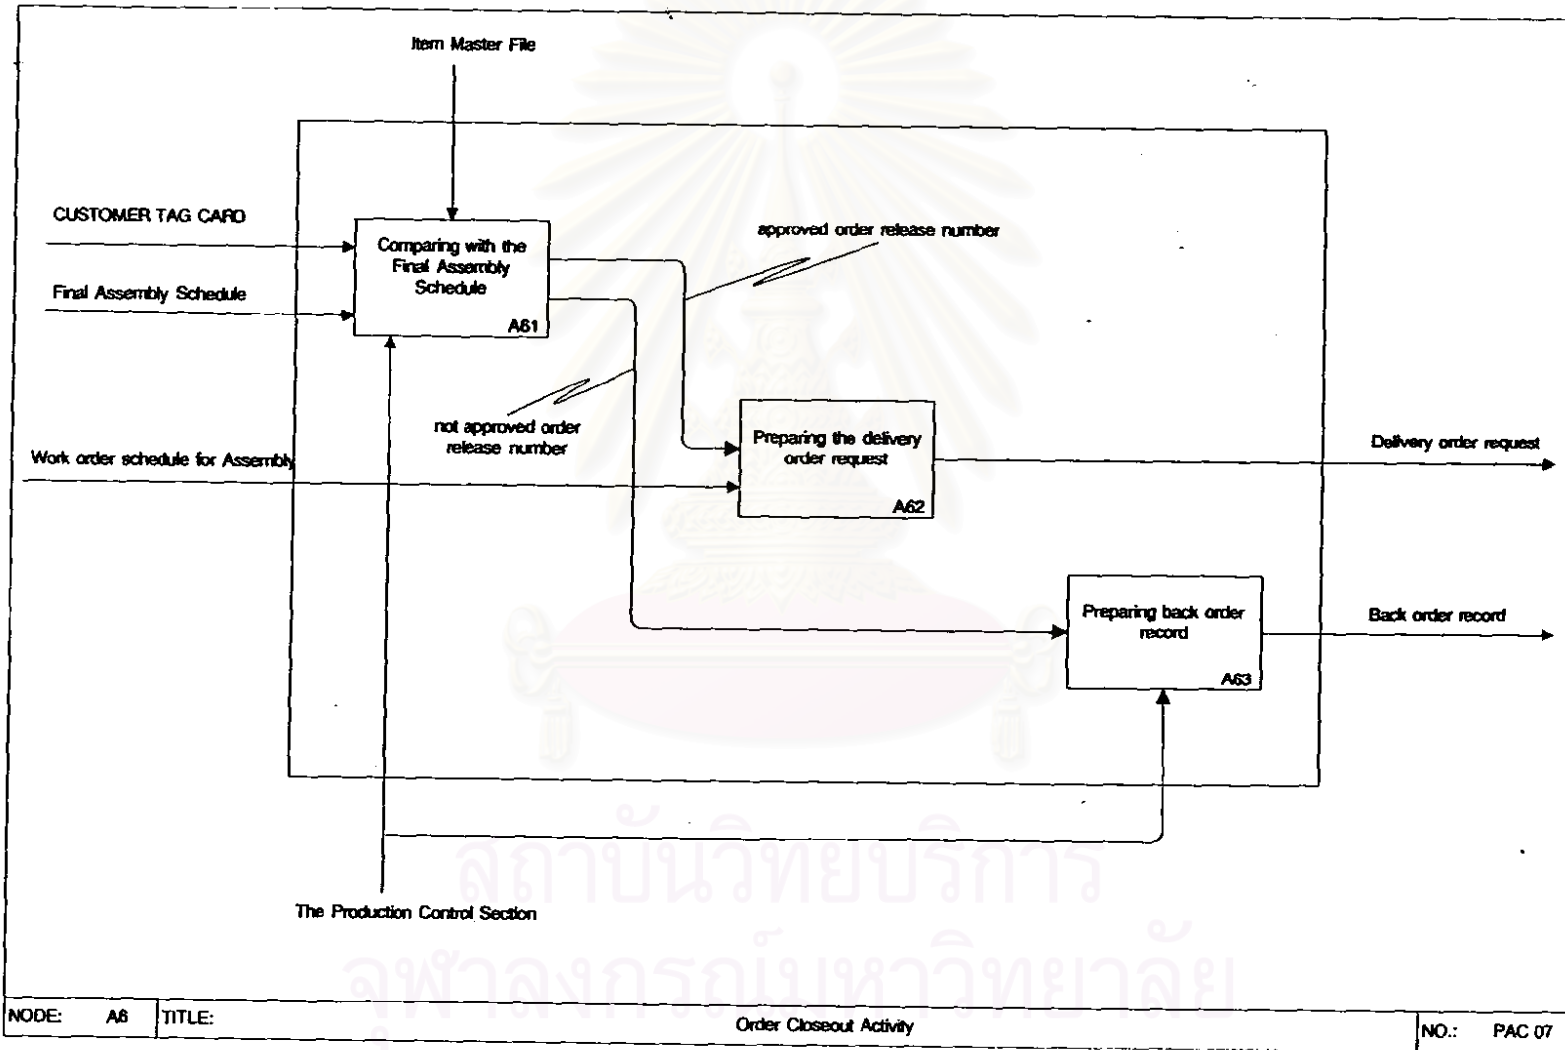 Item Master File
CUSTOMER TAG CARD
Comparing with the
Final Assembly
Schedule
A61
approved order release number
Final Assembly Schedule
not approved order
release number
Work order schedule for Assembly
Preparing the delivery
order request
A62
Delivery order request
Preparing back order
record
A63
Back order record
The Production Control Section
สถาบันวิทยบริการ
จุฬาลงกรณ์มหาวิทยาลัย
NODE: A6 TITLE: Order Closeout Activity NO.: PAC 07